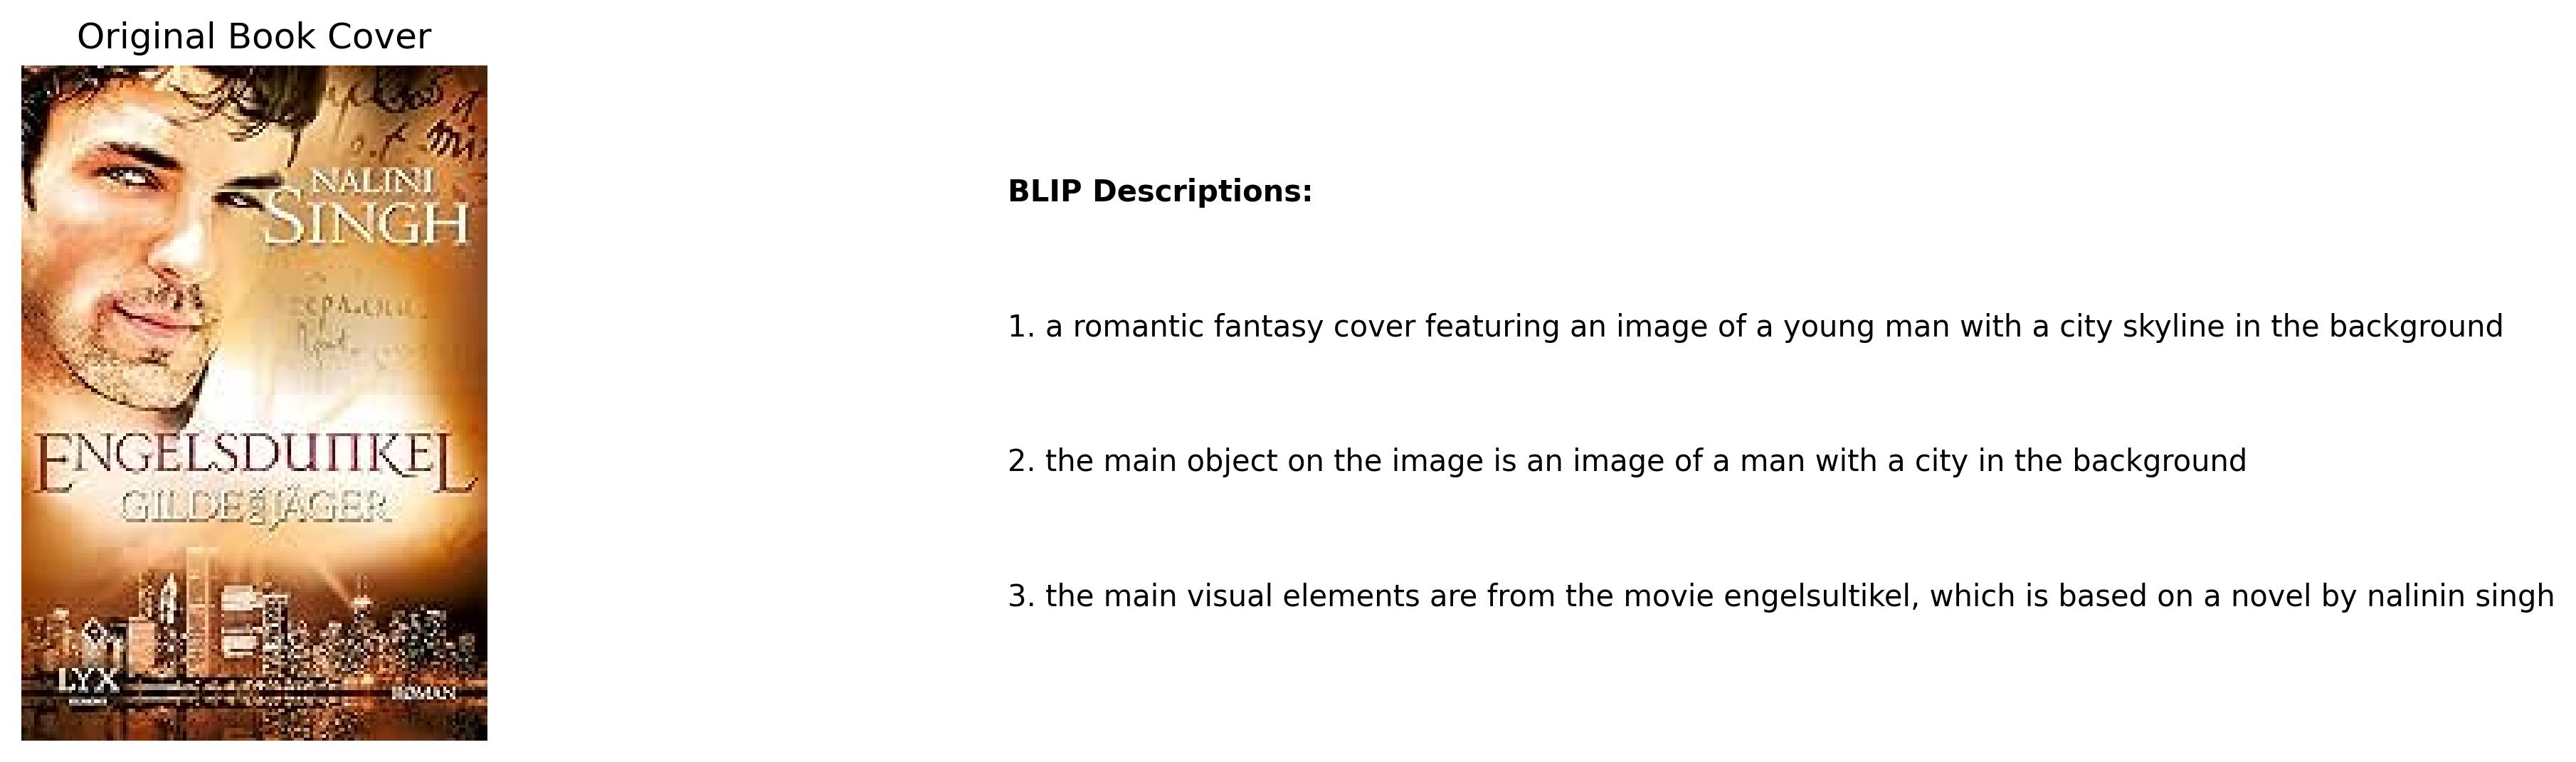 Original Book Cover
o.t. Mi
NALINI
SINGH
ENGELSDUNKEL
GILDE DER JÄGER
LYX
ROMAN
BLIP Descriptions:
1. a romantic fantasy cover featuring an image of a young man with a city skyline in the background
2. the main object on the image is an image of a man with a city in the background
3. the main visual elements are from the movie engelsultikel, which is based on a novel by nalinin singh